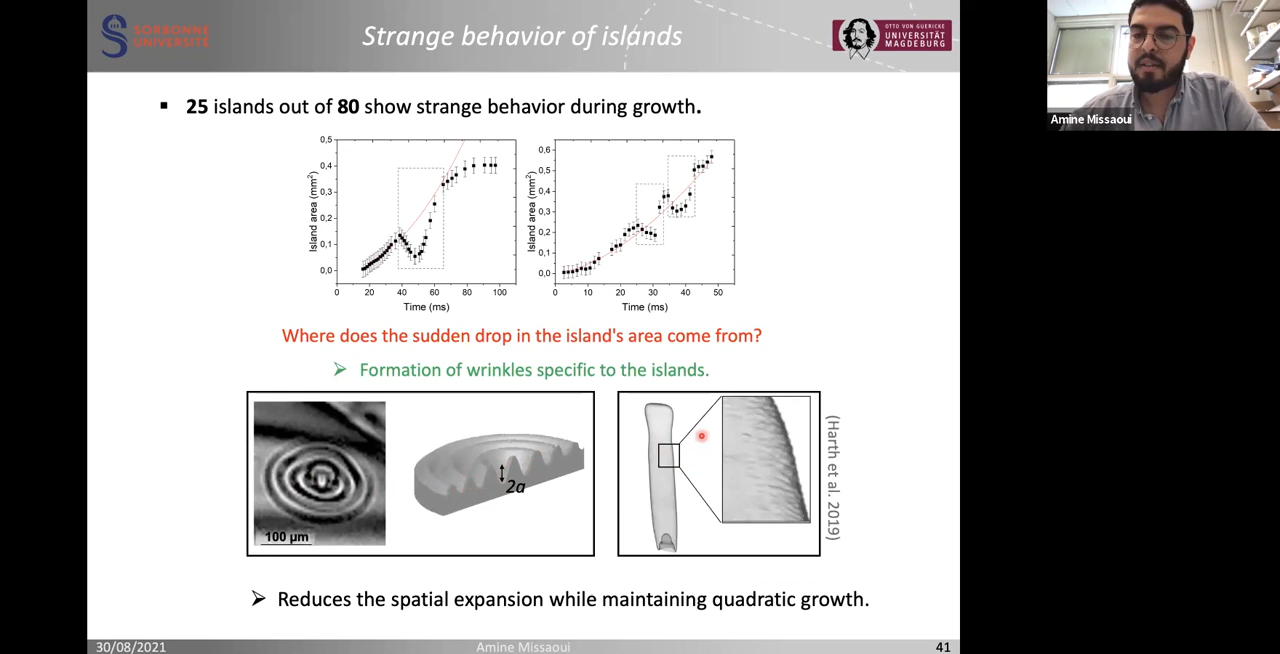 SORBONNE
UNIVERSITÉ
Strange behavior of islands
OTTO VON GUERICKE
UNIVERSITÄT
MAGDEBURG
Amine Missaoui
▪ 25 islands out of 80 show strange behavior during growth.
0,5
0,4
0,3
0,2
0,1
0,0
Island area (mm²)
0 20 40 60 80 100
Time (ms)
0,6
0,5
0,4
0,3
0,2
0,1
0,0
Island area (mm²)
0 10 20 30 40 50
Time (ms)
Where does the sudden drop in the island's area come from?
➢ Formation of wrinkles specific to the islands.
100 µm
2a
(Harth et al. 2019)
➢ Reduces the spatial expansion while maintaining quadratic growth.
30/08/2021 Amine Missaoui 41